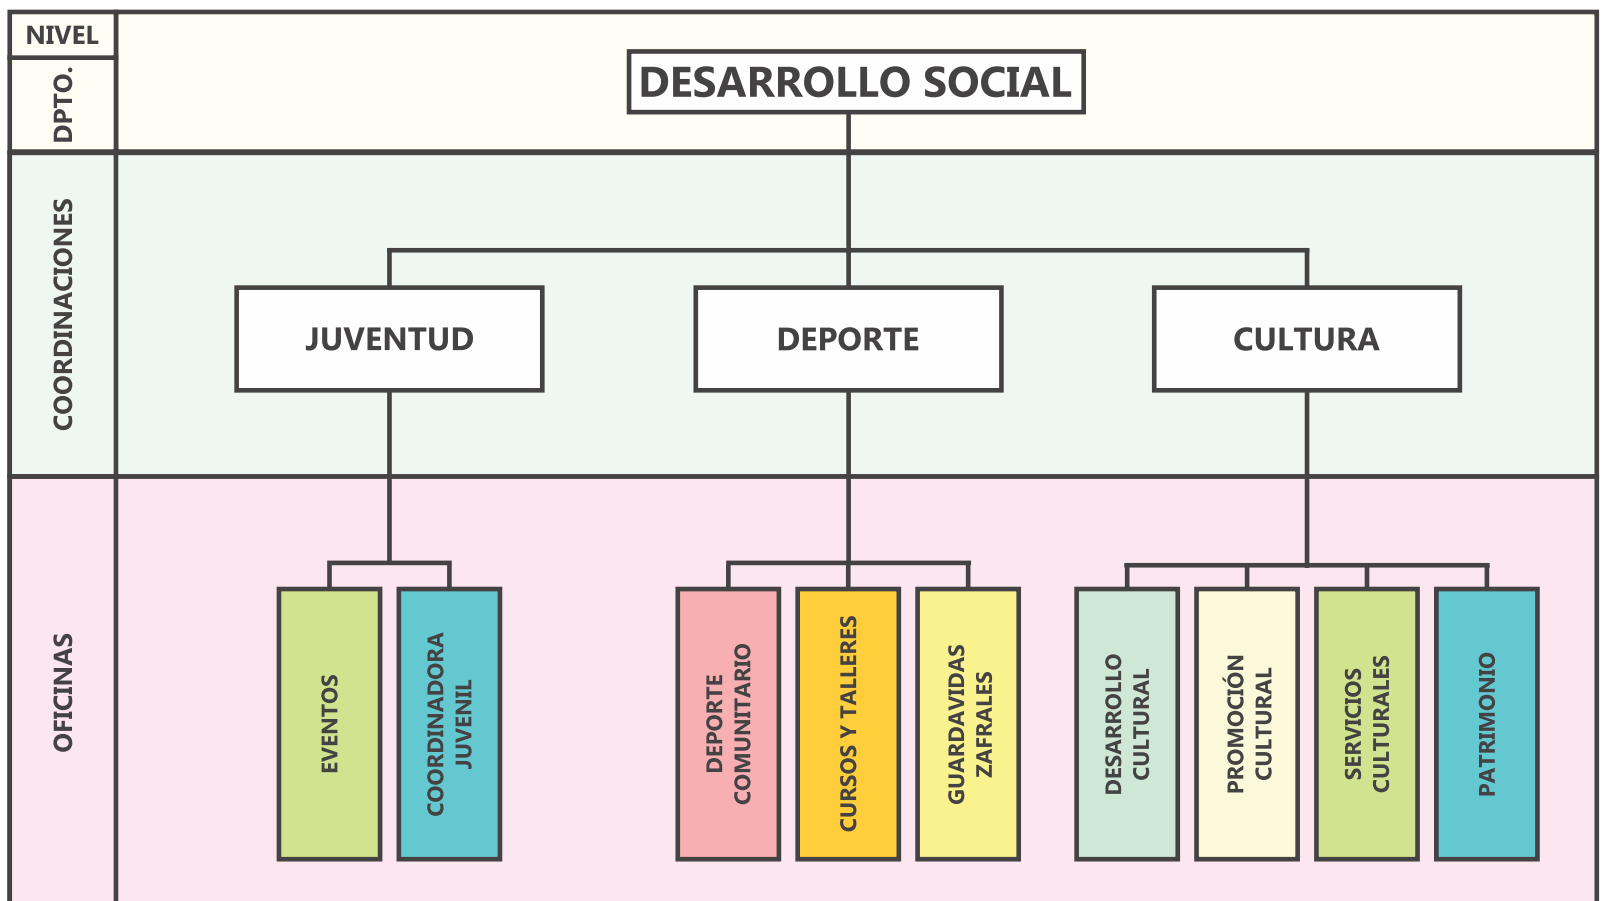 NIVEL
DPTO.
DESARROLLO SOCIAL
COORDINACIONES
JUVENTUD
DEPORTE
CULTURA
OFICINAS
EVENTOS
COORDINADORA
JUVENIL
DEPORTE
COMUNITARIO
CURSOS Y TALLERES
GUARDAVIDAS
ZAFRALES
DESARROLLO
CULTURAL
PROMOCIÓN
CULTURAL
SERVICIOS
CULTURALES
PATRIMONIO